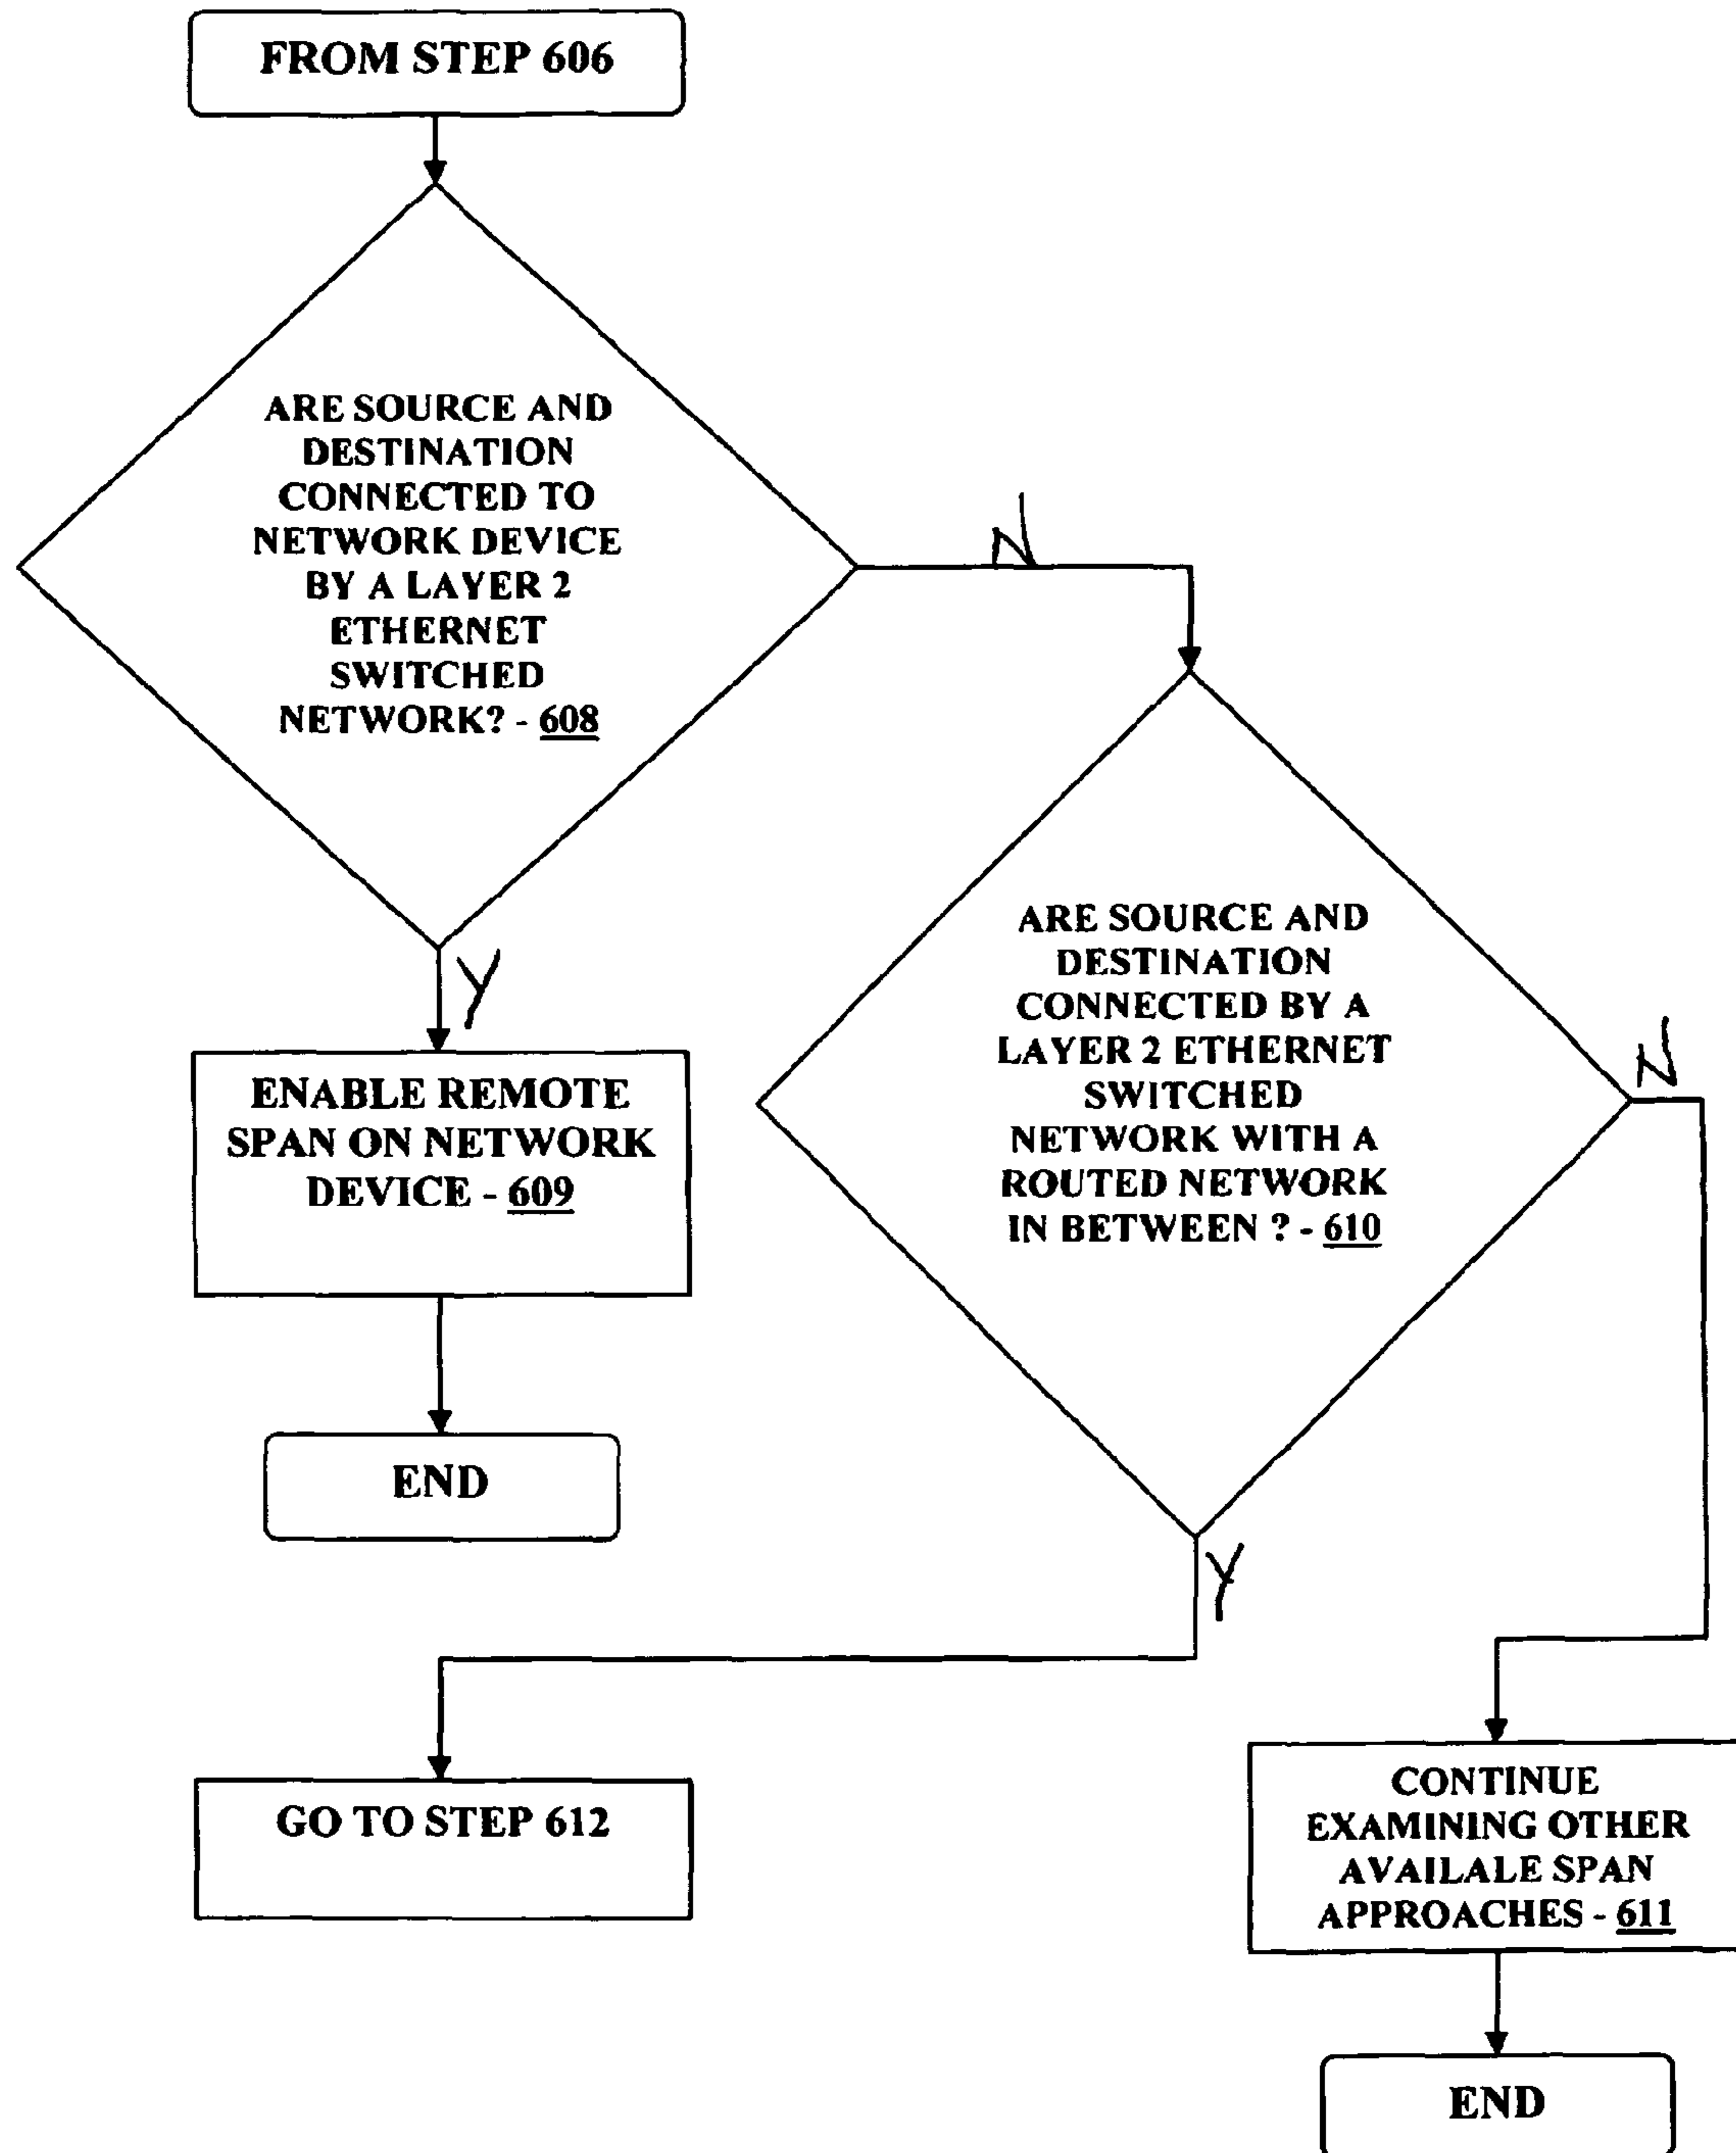 FROM STEP 606
ARE SOURCE AND
DESTINATION
CONNECTED TO
NETWORK DEVICE
BY A LAYER 2
ETHERNET
SWITCHED
NETWORK? - 608
N
Y
ENABLE REMOTE
SPAN ON NETWORK
DEVICE - 609
END
ARE SOURCE AND
DESTINATION
CONNECTED BY A
LAYER 2 ETHERNET
SWITCHED
NETWORK WITH A
ROUTED NETWORK
IN BETWEEN ? - 610
N
Y
GO TO STEP 612
CONTINUE
EXAMINING OTHER
AVAILALE SPAN
APPROACHES - 611
END